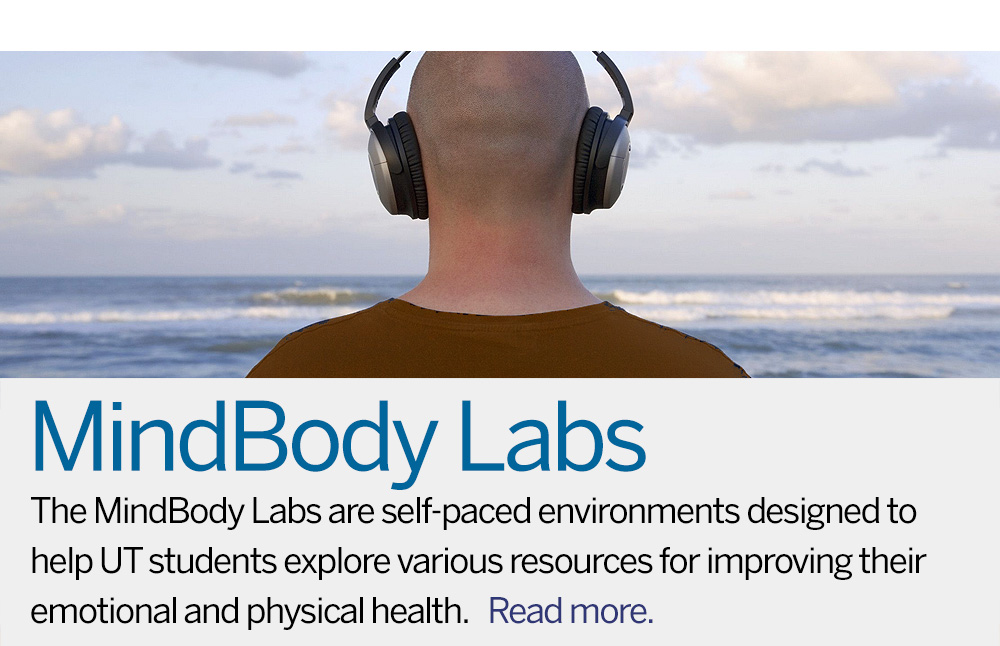 MindBody Labs
The MindBody Labs are self-paced environments designed to
help UT students explore various resources for improving their
emotional and physical health.  Read more.